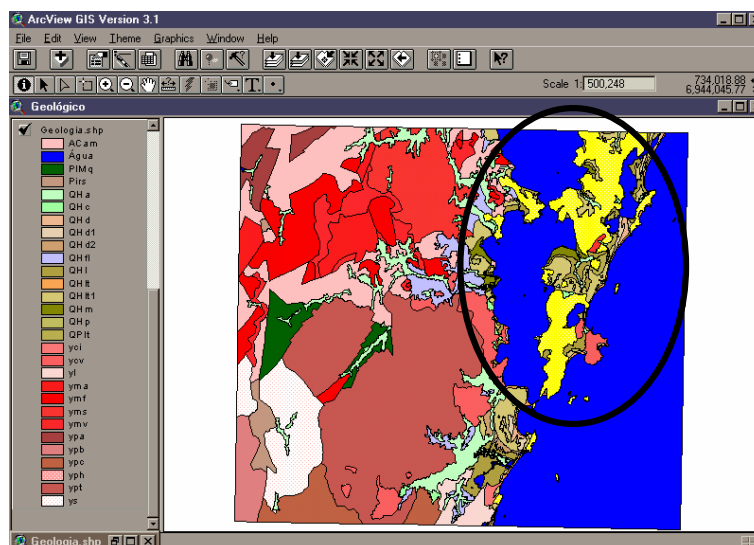 ArcView GIS Version 3.1
File Edit View Theme Graphics Window Help
Scale 1: 500,248
734,018.88
6,944,045.77
Geológico
Geologia.shp
ACam
Água
PIMq
Pirs
QHa
QHc
QHd
QHd1
QHd2
QHfl
QHl
QHlt
QHlt1
QHm
QHp
QPlt
yci
ycv
yl
yma
ymf
yms
ymv
ypa
ypb
ypc
yph
ypt
ys
Geologia.shp